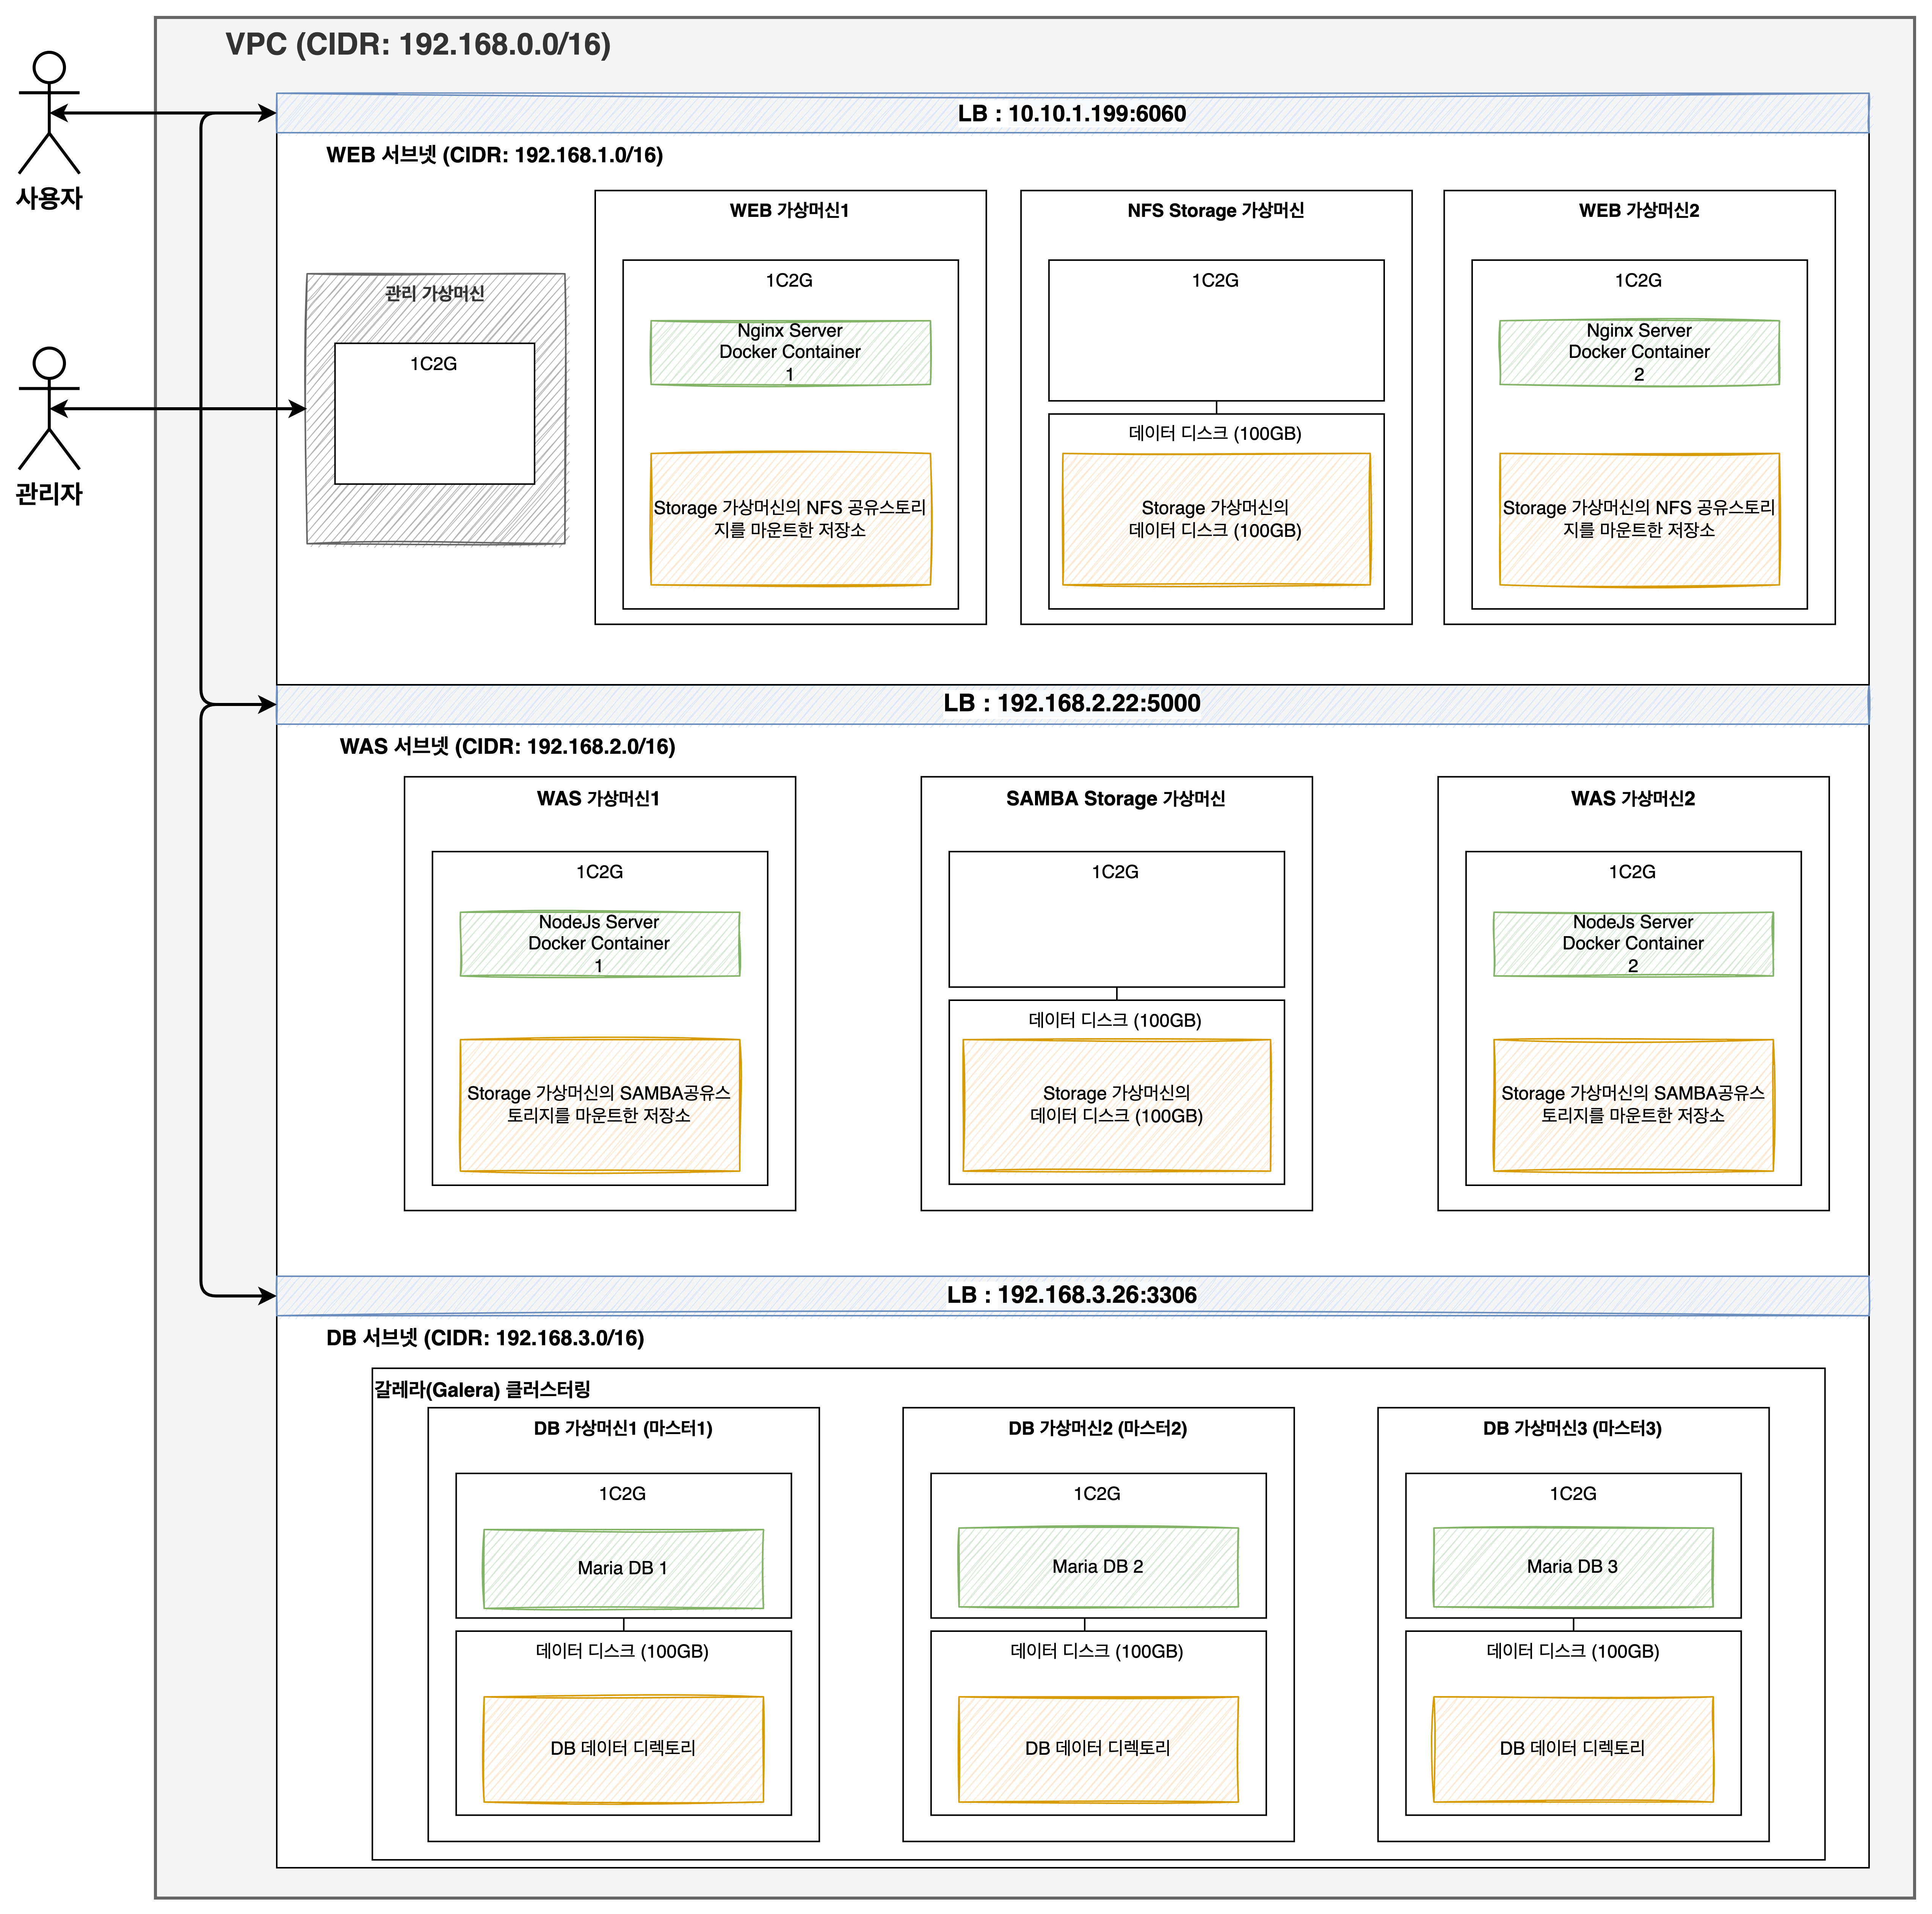 VPC (CIDR: 192.168.0.0/16)
사용자
관리자
LB : 10.10.1.199:6060
WEB 서브넷 (CIDR: 192.168.1.0/16)
관리 가상머신
1C2G
WEB 가상머신1
1C2G
Nginx Server
Docker Container
1
Storage 가상머신의 NFS 공유스토리
지를 마운트한 저장소
NFS Storage 가상머신
1C2G
데이터 디스크 (100GB)
Storage 가상머신의
데이터 디스크 (100GB)
WEB 가상머신2
1C2G
Nginx Server
Docker Container
2
Storage 가상머신의 NFS 공유스토리
지를 마운트한 저장소
LB : 192.168.2.22:5000
WAS 서브넷 (CIDR: 192.168.2.0/16)
WAS 가상머신1
1C2G
NodeJs Server
Docker Container
1
Storage 가상머신의 SAMBA공유스
토리지를 마운트한 저장소
SAMBA Storage 가상머신
1C2G
데이터 디스크 (100GB)
Storage 가상머신의
데이터 디스크 (100GB)
WAS 가상머신2
1C2G
NodeJs Server
Docker Container
2
Storage 가상머신의 SAMBA공유스
토리지를 마운트한 저장소
LB : 192.168.3.26:3306
DB 서브넷 (CIDR: 192.168.3.0/16)
갈레라(Galera) 클러스터링
DB 가상머신1 (마스터1)
1C2G
Maria DB 1
데이터 디스크 (100GB)
DB 데이터 디렉토리
DB 가상머신2 (마스터2)
1C2G
Maria DB 2
데이터 디스크 (100GB)
DB 데이터 디렉토리
DB 가상머신3 (마스터3)
1C2G
Maria DB 3
데이터 디스크 (100GB)
DB 데이터 디렉토리